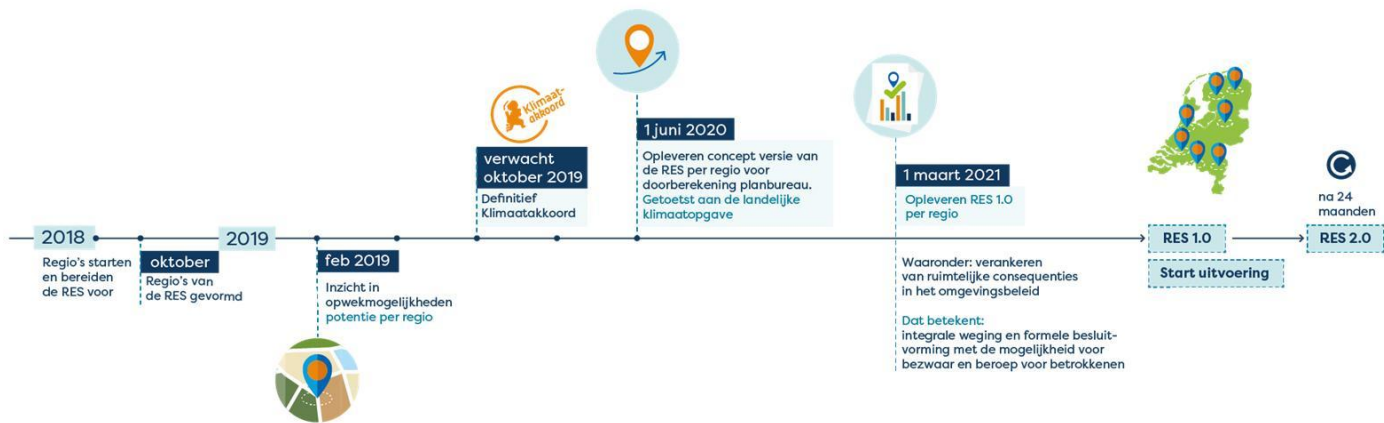 2018
Regio's starten
en bereiden
de RES voor
oktober
Regio's van
de RES gevormd
2019
feb 2019
Inzicht in
opwekmogelijkheden
potentie per regio
Klimaat-
akkoord
verwacht
oktober 2019
Definitief
Klimaatakkoord
1 juni 2020
Opleveren concept versie van
de RES per regio voor
doorberekening planbureau.
Getoetst aan de landelijke
klimaatopgave
1 maart 2021
Opleveren RES 1.0
per regio
Waaronder: verankeren
van ruimtelijke consequenties
in het omgevingsbeleid
Dat betekent:
integrale weging en formele besluit-
vorming met de mogelijkheid voor
bezwaar en beroep voor betrokkenen
RES 1.0
Start uitvoering
na 24
maanden
RES 2.0